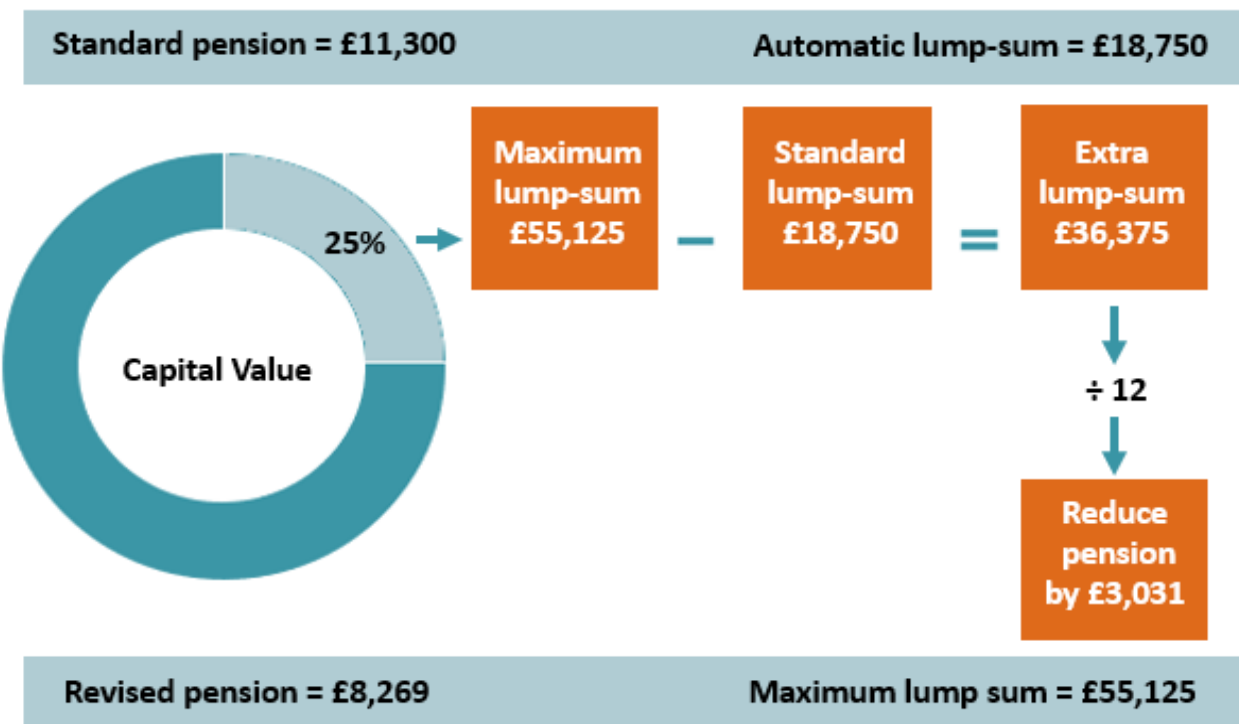 Standard pension = £11,300
Automatic lump-sum = £18,750
Maximum
lump-sum
£55,125
–
Standard
lump-sum
£18,750
=
Extra
lump-sum
£36,375
25%
Capital Value
÷ 12
Reduce
pension
by £3,031
Revised pension = £8,269
Maximum lump sum = £55,125